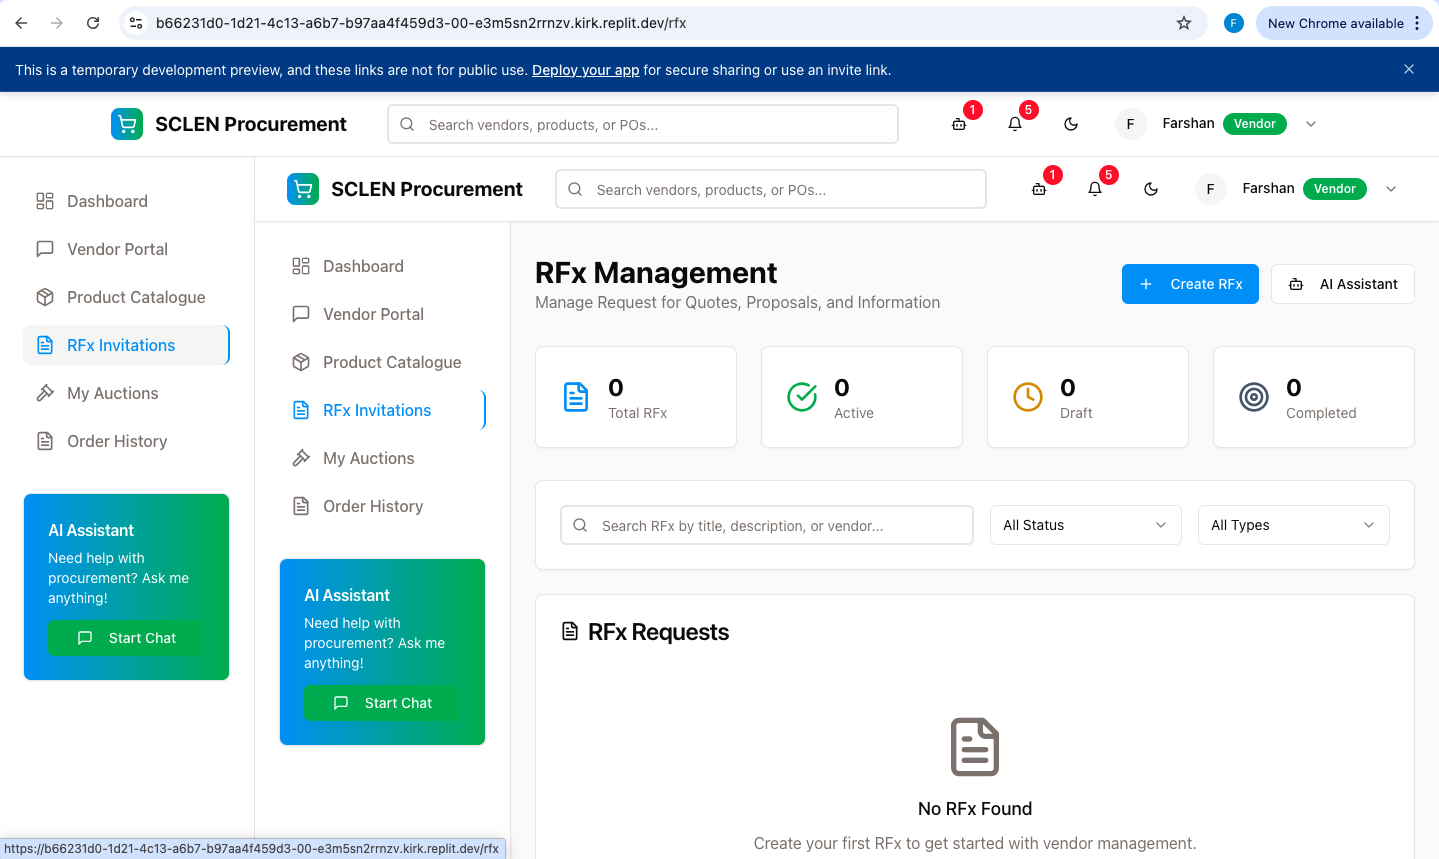 b66231d0-1d21-4c13-a6b7-b97aa4f459d3-00-e3m5sn2rrnzv.kirk.replit.dev/rfx
F
New Chrome available
This is a temporary development preview, and these links are not for public use. Deploy your app for secure sharing or use an invite link.
SCLEN Procurement
Search vendors, products, or POs...
1
5
F
Farshan
Vendor
Dashboard
Vendor Portal
Product Catalogue
RFx Invitations
My Auctions
Order History
AI Assistant
Need help with
procurement? Ask me
anything!
Start Chat
SCLEN Procurement
Search vendors, products, or POs...
1
5
F
Farshan
Vendor
Dashboard
Vendor Portal
Product Catalogue
RFx Invitations
My Auctions
Order History
AI Assistant
Need help with
procurement? Ask me
anything!
Start Chat
RFx Management
Manage Request for Quotes, Proposals, and Information
Create RFx
AI Assistant
0
Total RFx
0
Active
0
Draft
0
Completed
Search RFx by title, description, or vendor...
All Status
All Types
RFx Requests
No RFx Found
Create your first RFx to get started with vendor management.
https://b66231d0-1d21-4c13-a6b7-b97aa4f459d3-00-e3m5sn2rrnzv.kirk.replit.dev/rfx